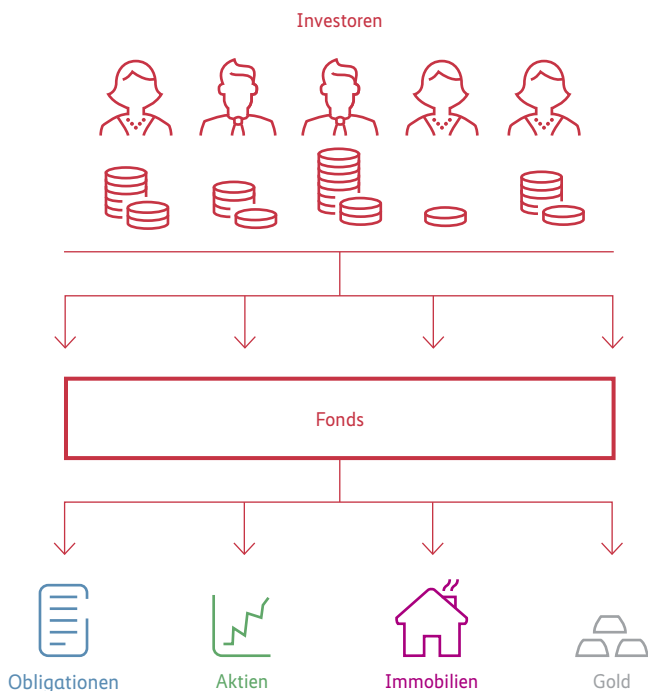 Investoren
Fonds
Obligationen
Aktien
Immobilien
Gold